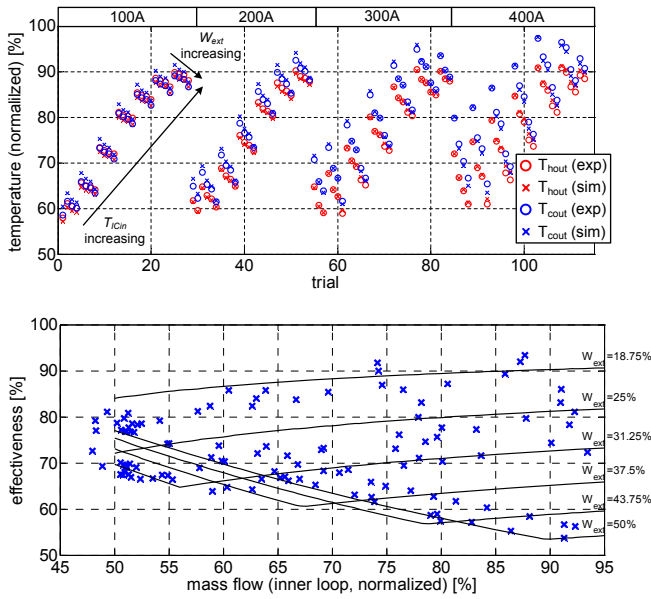 100A 200A 300A 400A
temperature (normalized) [%]
100
90
80
70
60
50
W_ext
increasing
T_ICin
increasing
T_hout (exp)
T_hout (sim)
T_cout (exp)
T_cout (sim)
0 20 40 60 80 100
trial
effectiveness [%]
100
90
80
70
60
50
W_ext=18.75%
W_ext=25%
W_ext=31.25%
W_ext=37.5%
W_ext=43.75%
W_ext=50%
45 50 55 60 65 70 75 80 85 90 95
mass flow (inner loop, normalized) [%]